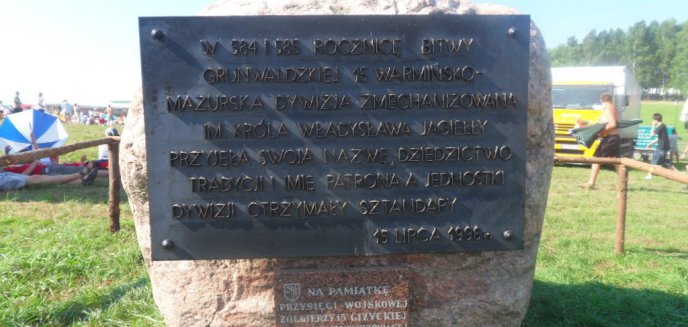 W 584 I 585 ROCZNICĘ BITWY
GRUNWALDZKIEJ 15 WARMIŃSKO-
MAZURSKA DYWIZJA ZMECHANIZOWANA
IM. KRÓLA WŁADYSŁAWA JAGIEŁŁY
PRZYJĘŁA SWOJĄ NAZWĘ, DZIEDZICTWO
TRADYCJI I IMIĘ PATRONA A JEDNOSTKI
DYWIZJI OTRZYMAŁY SZTANDARY
15 LIPCA 1996 r.
NA PAMIĄTKĘ
PRZYSIĘGI WOJSKOWEJ
ŻOŁNIERZY 15 GIŻYCKIEJ